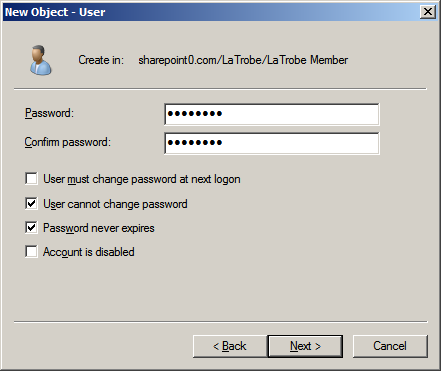 New Object - User
Create in: sharepoint0.com/LaTrobe/LaTrobe Member
Password: ●●●●●●●●
Confirm password: ●●●●●●●●
User must change password at next logon
User cannot change password
Password never expires
Account is disabled
< Back Next > Cancel